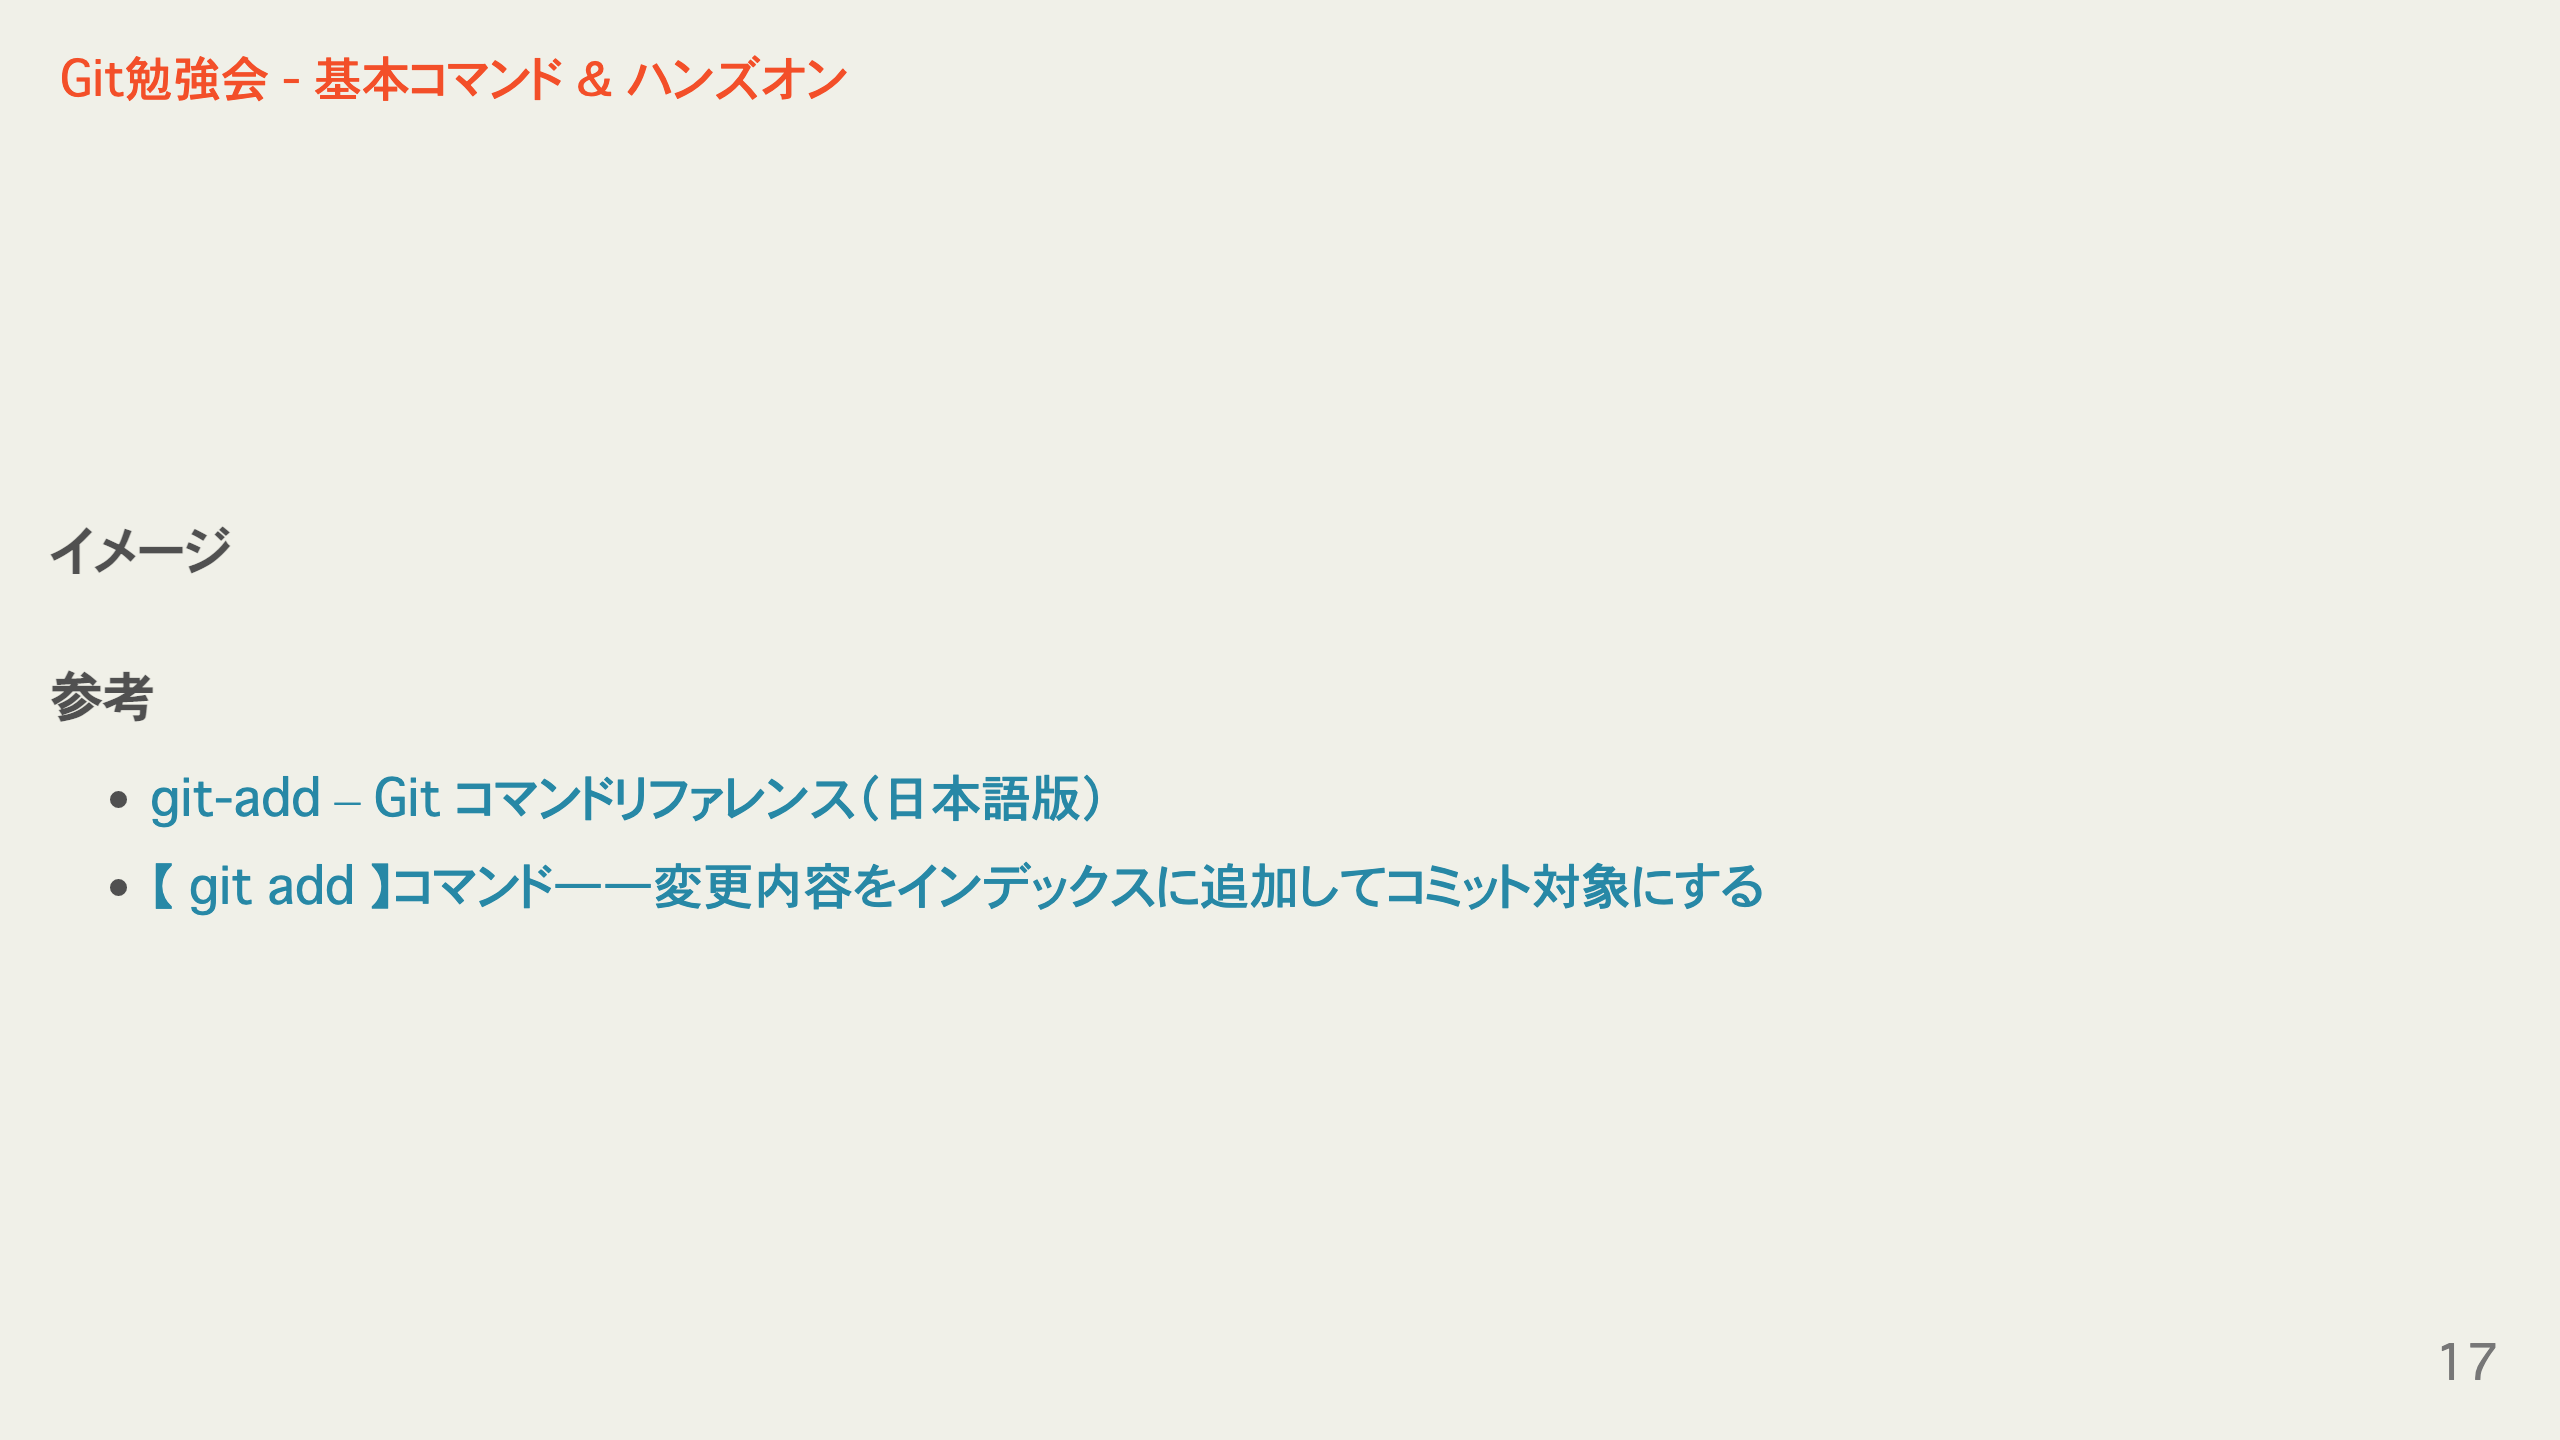 Git勉強会 - 基本コマンド & ハンズオン
イメージ
参考
• git-add – Git コマンドリファレンス（日本語版）
• 【 git add 】コマンド――変更内容をインデックスに追加してコミット対象にする
17